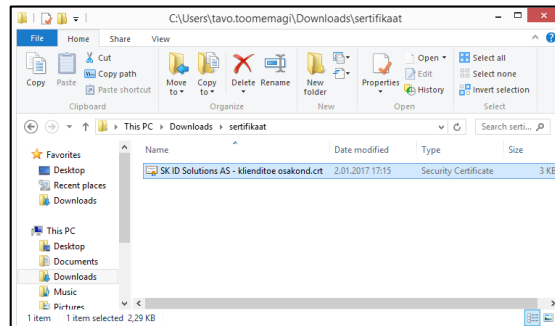 C:\Users\tavo.toomemagi\Downloads\sertifikaat
File Home Share View
Copy
Paste
Cut
Copy path
Paste shortcut
Clipboard
Move to
Copy to
Delete
Rename
Organize
New folder
New
Properties
Open
Edit
History
Open
Select all
Select none
Invert selection
Select
This PC Downloads sertifikaat
Search serti...
Favorites
Desktop
Recent places
Downloads
This PC
Desktop
Documents
Downloads
Music
Pictures
Name Date modified Type Size
SK ID Solutions AS - klienditoe osakond.crt 2.01.2017 17:15 Security Certificate 3 KB
1 item 1 item selected 2,29 KB